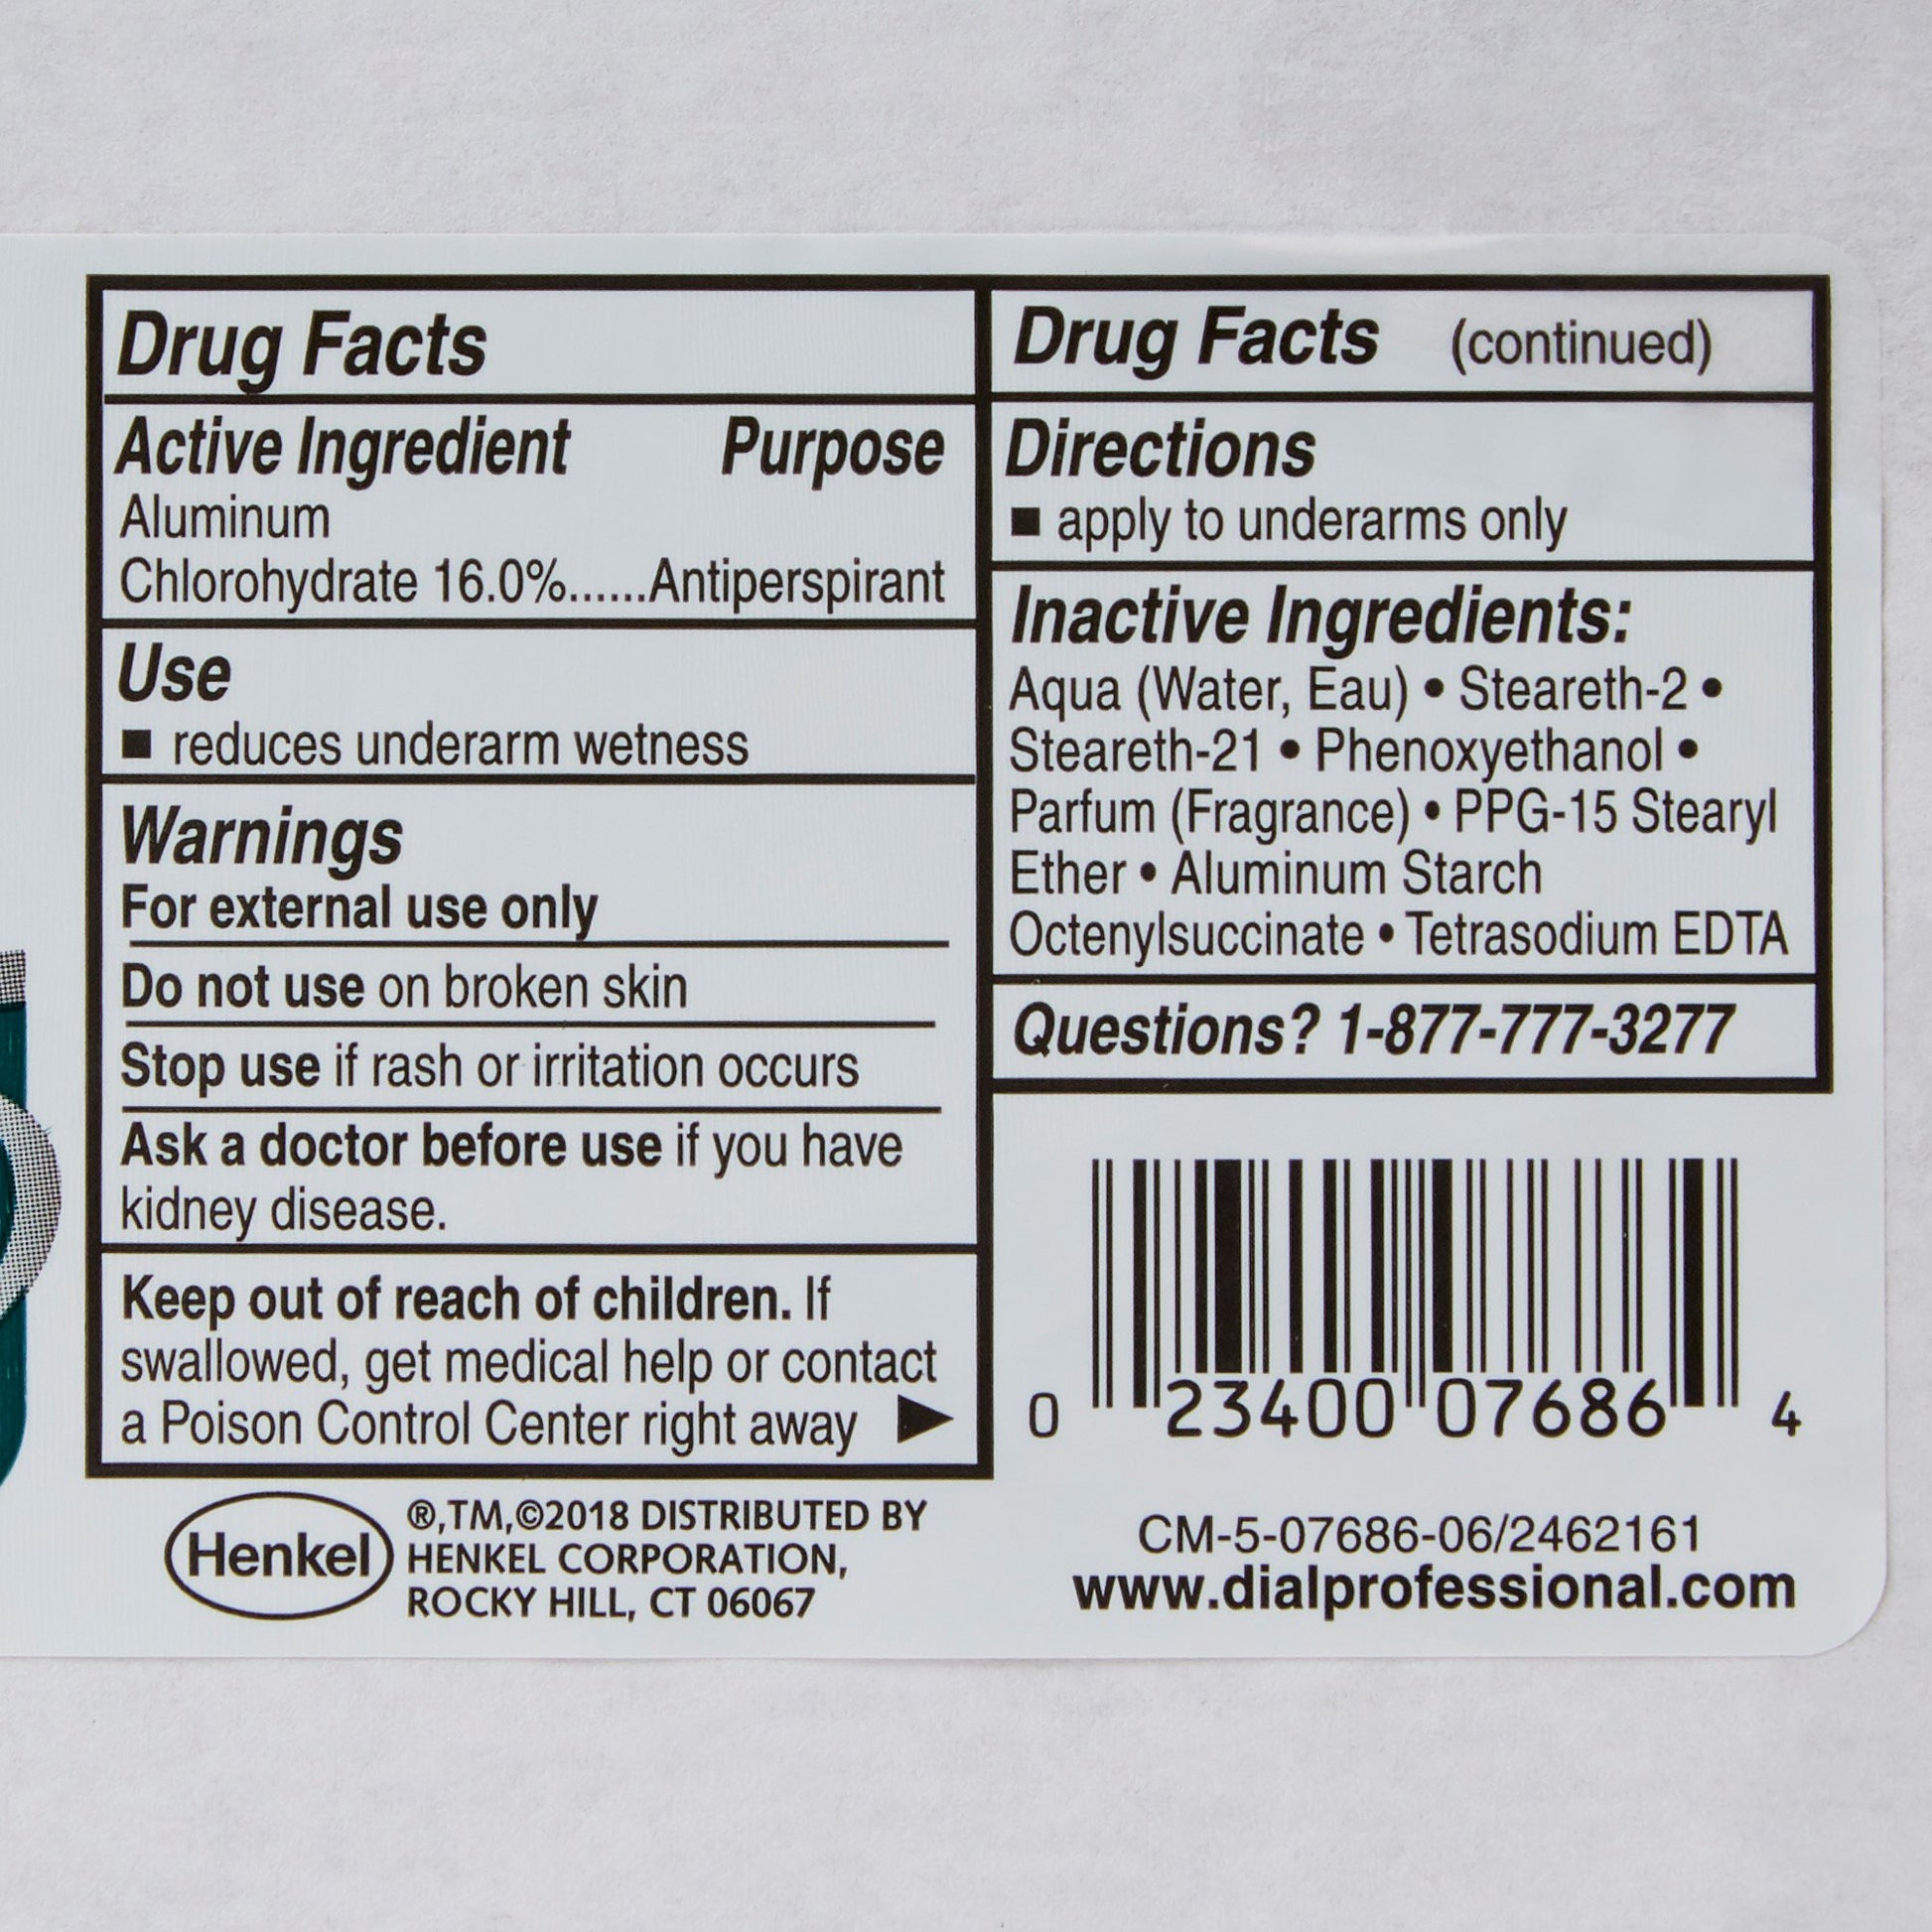 Drug Facts
Active Ingredient Purpose
Aluminum
Chlorohydrate 16.0%......Antiperspirant
Use
■ reduces underarm wetness
Warnings
For external use only
Do not use on broken skin
Stop use if rash or irritation occurs
Ask a doctor before use if you have
kidney disease.
Keep out of reach of children. If
swallowed, get medical help or contact
a Poison Control Center right away ►
Drug Facts (continued)
Directions
■ apply to underarms only
Inactive Ingredients:
Aqua (Water, Eau) • Steareth-2 •
Steareth-21 • Phenoxyethanol •
Parfum (Fragrance) • PPG-15 Stearyl
Ether • Aluminum Starch
Octenylsuccinate • Tetrasodium EDTA
Questions? 1-877-777-3277
0 23400 07686 4
Henkel
®,TM,©2018 DISTRIBUTED BY
HENKEL CORPORATION,
ROCKY HILL, CT 06067
CM-5-07686-06/2462161
www.dialprofessional.com